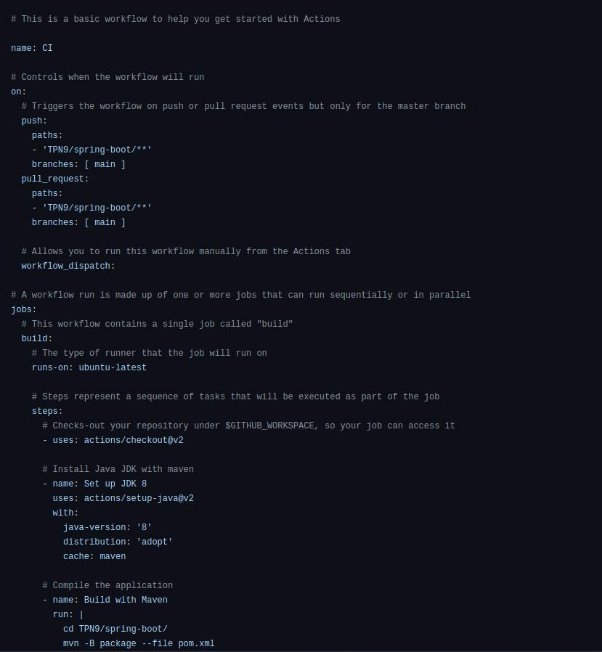 # This is a basic workflow to help you get started with Actions

name: CI

# Controls when the workflow will run
on:
  # Triggers the workflow on push or pull request events but only for the master branch
  push:
    paths:
    - 'TPN9/spring-boot/**'
    branches: [ main ]
  pull_request:
    paths:
    - 'TPN9/spring-boot/**'
    branches: [ main ]

  # Allows you to run this workflow manually from the Actions tab
  workflow_dispatch:

# A workflow run is made up of one or more jobs that can run sequentially or in parallel
jobs:
  # This workflow contains a single job called "build"
  build:
    # The type of runner that the job will run on
    runs-on: ubuntu-latest

    # Steps represent a sequence of tasks that will be executed as part of the job
    steps:
      # Checks-out your repository under $GITHUB_WORKSPACE, so your job can access it
      - uses: actions/checkout@v2

      # Install Java JDK with maven
      - name: Set up JDK 8
        uses: actions/setup-java@v2
        with:
          java-version: '8'
          distribution: 'adopt'
          cache: maven

      # Compile the application
      - name: Build with Maven
        run: |
          cd TPN9/spring-boot/
          mvn -B package --file pom.xml